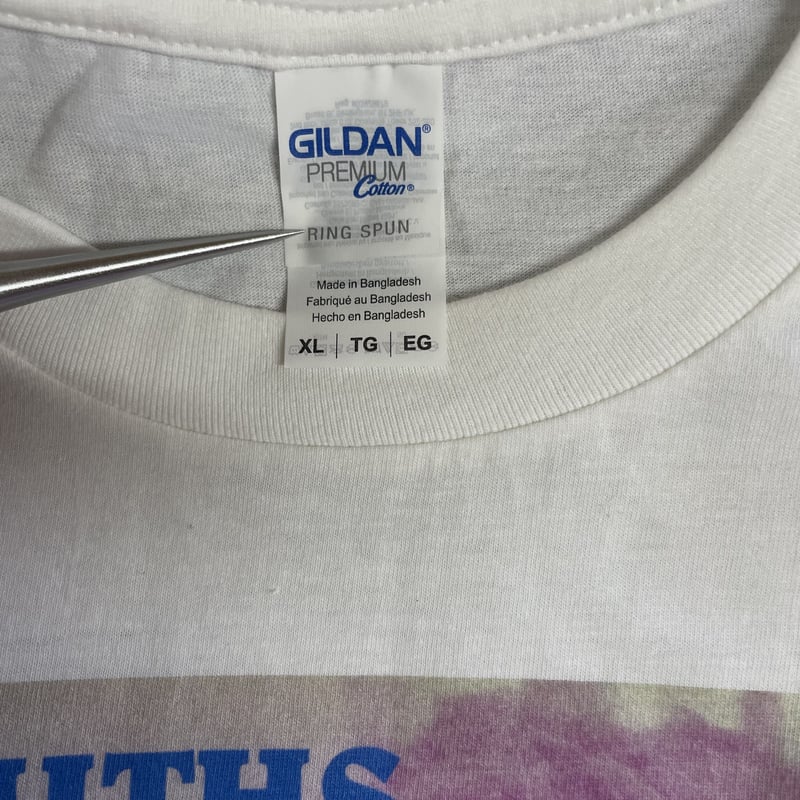 GILDAN®
PREMIUM
Cotton®
RING SPUN
Made in Bangladesh
Fabriqué au Bangladesh
Hecho en Bangladesh
XL | TG | EG